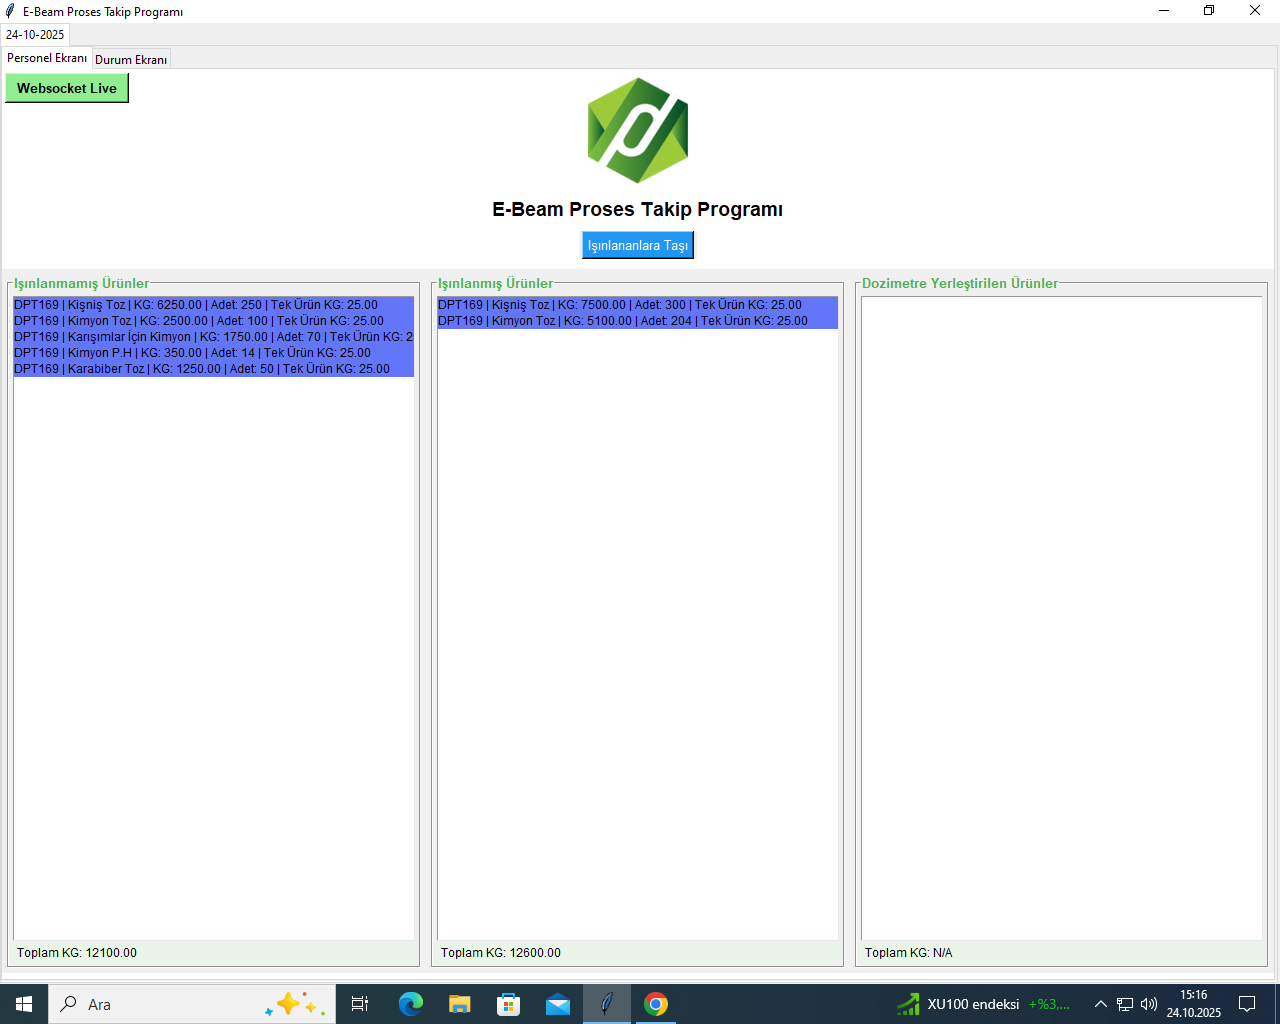 E-Beam Proses Takip Programı
24-10-2025
Personel Ekranı
Durum Ekranı
Websocket Live
E-Beam Proses Takip Programı
Işınlananlara Taşı
Işınlanmamış Ürünler
DPT169 | Kişniş Toz | KG: 6250.00 | Adet: 250 | Tek Ürün KG: 25.00
DPT169 | Kimyon Toz | KG: 2500.00 | Adet: 100 | Tek Ürün KG: 25.00
DPT169 | Karışımlar İçin Kimyon | KG: 1750.00 | Adet: 70 | Tek Ürün KG: 2
DPT169 | Kimyon P.H | KG: 350.00 | Adet: 14 | Tek Ürün KG: 25.00
DPT169 | Karabiber Toz | KG: 1250.00 | Adet: 50 | Tek Ürün KG: 25.00
Toplam KG: 12100.00
Işınlanmış Ürünler
DPT169 | Kişniş Toz | KG: 7500.00 | Adet: 300 | Tek Ürün KG: 25.00
DPT169 | Kimyon Toz | KG: 5100.00 | Adet: 204 | Tek Ürün KG: 25.00
Toplam KG: 12600.00
Dozimetre Yerleştirilen Ürünler
Toplam KG: N/A
Ara
XU100 endeksi +%3,...
15:16
24.10.2025